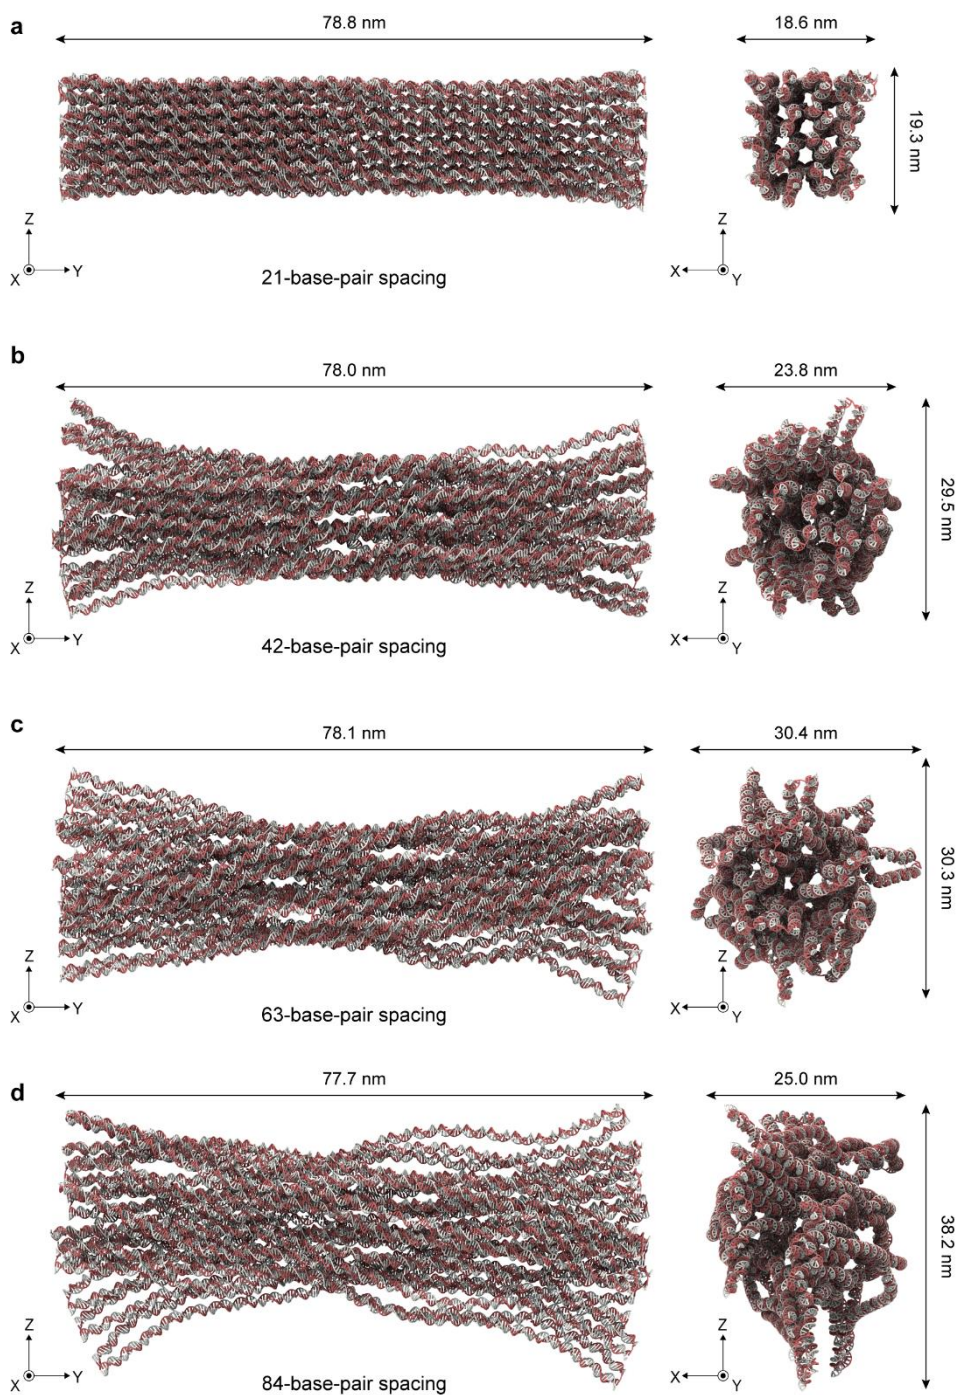 a
78.8 nm
18.6 nm
19.3 nm
Z
X
Y
Z
X
Y
21-base-pair spacing
b
78.0 nm
23.8 nm
29.5 nm
Z
X
Y
Z
X
Y
42-base-pair spacing
c
78.1 nm
30.4 nm
30.3 nm
Z
X
Y
Z
X
Y
63-base-pair spacing
d
77.7 nm
25.0 nm
38.2 nm
Z
X
Y
Z
X
Y
84-base-pair spacing